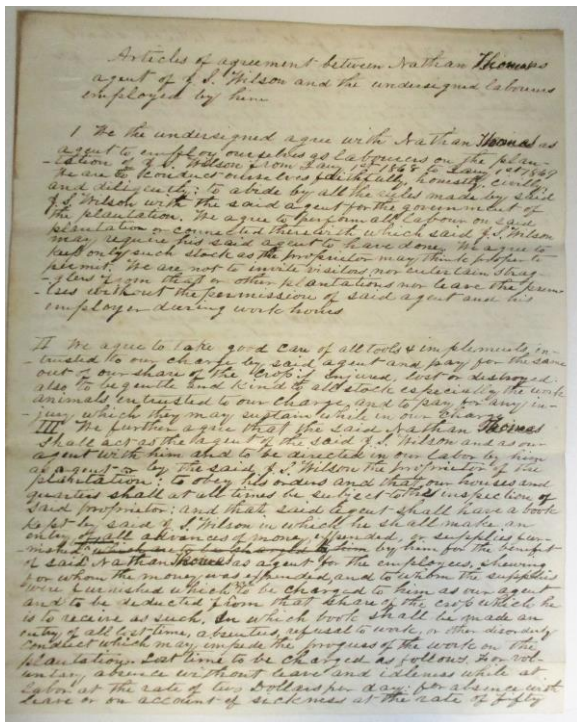 Articles of agreement between Nathan Thomas
agent of J. S. Wilson and the undersigned labourers
employed by him
I We the undersigned agree with Nathan Thomas as
agent to employ ourselves as labourers on the plan-
-tation of J. S. Wilson from Jany 1st 1868 to Jany 1st 1869
We are to conduct ourselves faithfully, honestly, civilly
and diligently: to abide by all the rules made by said
J. S. Wilson with the said agent for the government of
the plantation. We agree to perform all labour on said
plantation or connected therewith which said J. S. Wilson
may require his said agent to have done. We agree to
keep only such stock as the proprietor may think proper to
permit. We are not to invite visitors nor entertain strag-
-glers from that or other plantations nor leave the prem-
-ises without the permission of said agent and his
employer during work hours
II We agree to take good care of all tools & implements in-
-trusted to our charge by said agent and pay for the same
out of our share of the "crop," if injured, lost or destroyed:
also to be gentle and kind to all stock especially the work
animals entrusted to our charge, and to pay for any in-
-jury which they may sustain while in our charge
III We further agree that the said Nathan Thomas
shall act as the agent of the said J. S. Wilson and as our
agent with him and to be directed in our labor by him
as agent or by the said J. S. Wilson the proprietor of the
plantation: to obey his orders and that our houses and
quarters shall at all times be subject to the inspection of
said proprietor: and that said agent shall have a book
kept by said J. S. Wilson in which he shall make an
entry of all advances of money expended, or supplies fur-
-nished by him for the benefit
of said Nathan Thomas as agent for the employees, shewing
for whom the money was expended, and to whom the supplies
were furnished which to be charged to him as our agent
and to be deducted from that share of the crop which he
is to receive as such. In which book shall be made an
entry of all lost time, absentees, refusal to work, or other disorderly
conduct which may impede the progress of the work on the
plantation. Lost time to be charged as follows. For vol-
-untary absence without leave and idleness while at
labor at the rate of two Dollars per day: for absence with
leave or on account of sickness at the rate of fifty